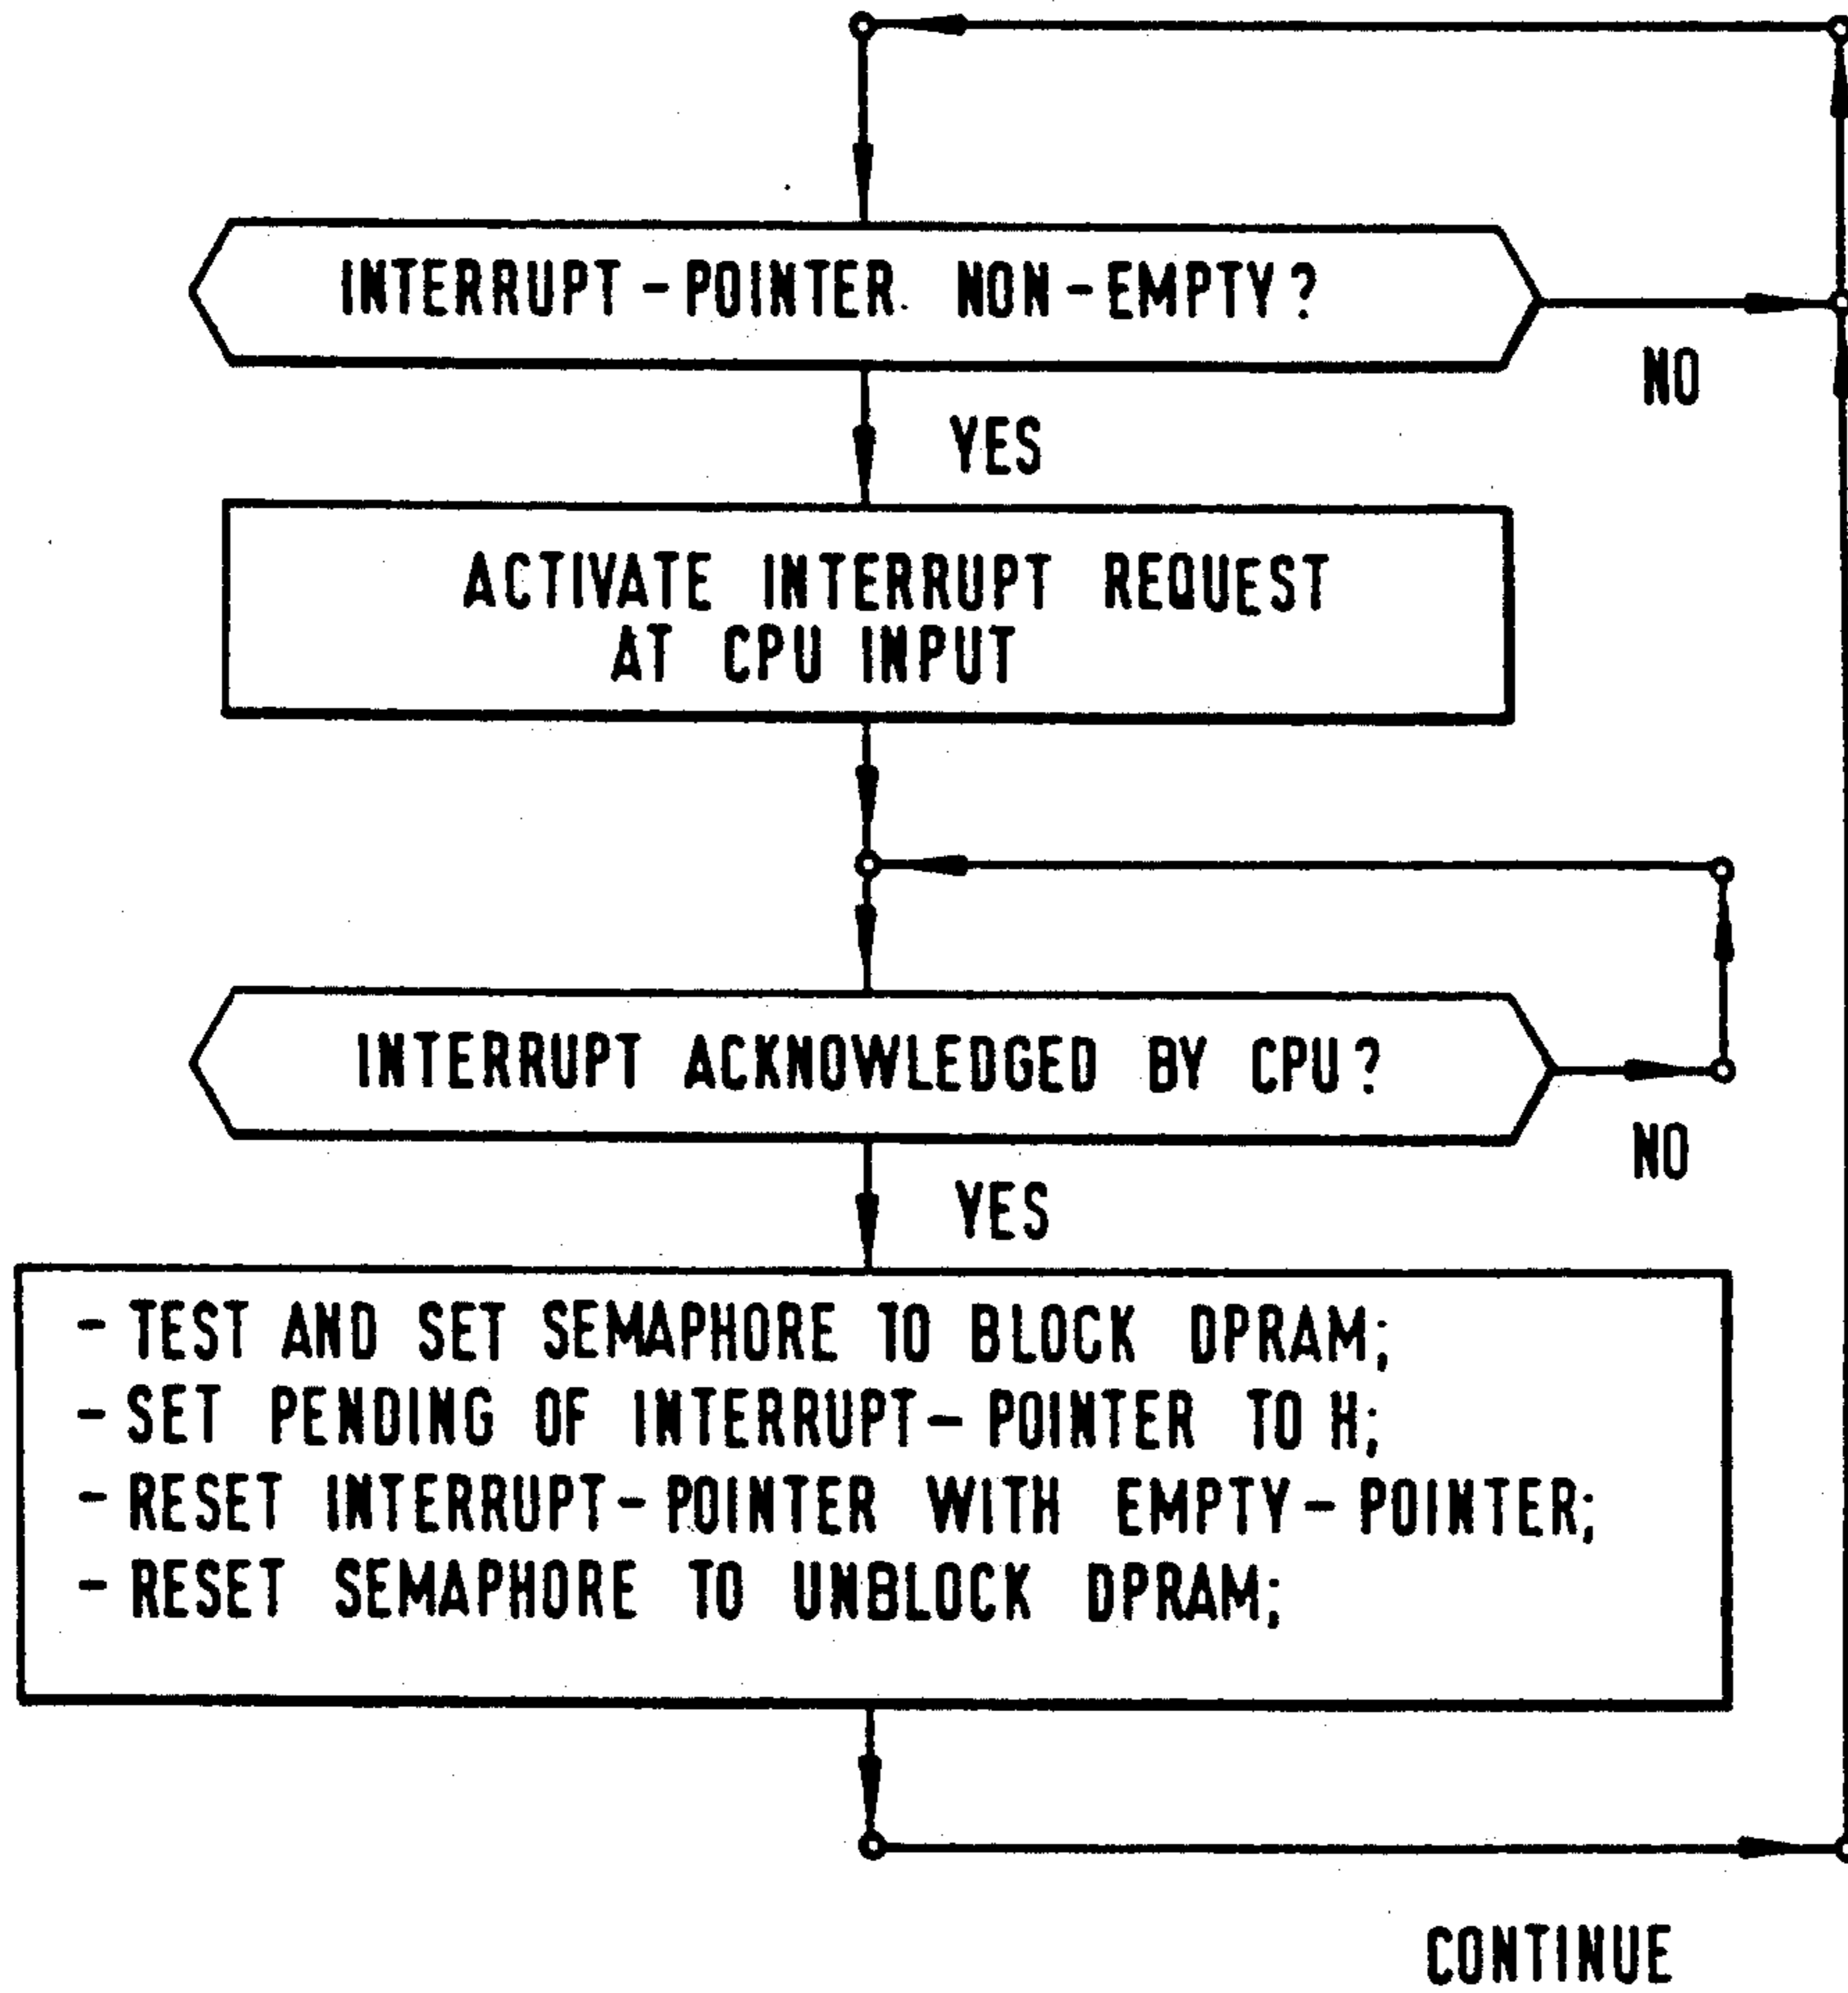 INTERRUPT-POINTER NON-EMPTY?
NO
YES
ACTIVATE INTERRUPT REQUEST
AT CPU INPUT
INTERRUPT ACKNOWLEDGED BY CPU?
NO
YES
- TEST AND SET SEMAPHORE TO BLOCK DPRAM;
- SET PENDING OF INTERRUPT-POINTER TO H;
- RESET INTERRUPT-POINTER WITH EMPTY-POINTER;
- RESET SEMAPHORE TO UNBLOCK DPRAM;
CONTINUE